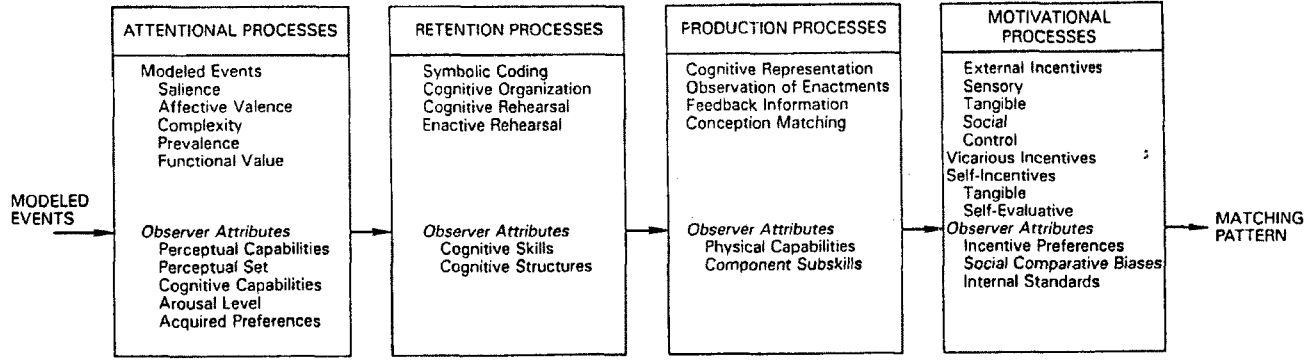 MODELED
EVENTS
ATTENTIONAL PROCESSES
Modeled Events
Salience
Affective Valence
Complexity
Prevalence
Functional Value
Observer Attributes
Perceptual Capabilities
Perceptual Set
Cognitive Capabilities
Arousal Level
Acquired Preferences
RETENTION PROCESSES
Symbolic Coding
Cognitive Organization
Cognitive Rehearsal
Enactive Rehearsal
Observer Attributes
Cognitive Skills
Cognitive Structures
PRODUCTION PROCESSES
Cognitive Representation
Observation of Enactments
Feedback Information
Conception Matching
Observer Attributes
Physical Capabilities
Component Subskills
MOTIVATIONAL
PROCESSES
External Incentives
Sensory
Tangible
Social
Control
Vicarious Incentives
Self-Incentives
Tangible
Self-Evaluative
Observer Attributes
Incentive Preferences
Social Comparative Biases
Internal Standards
MATCHING
PATTERN